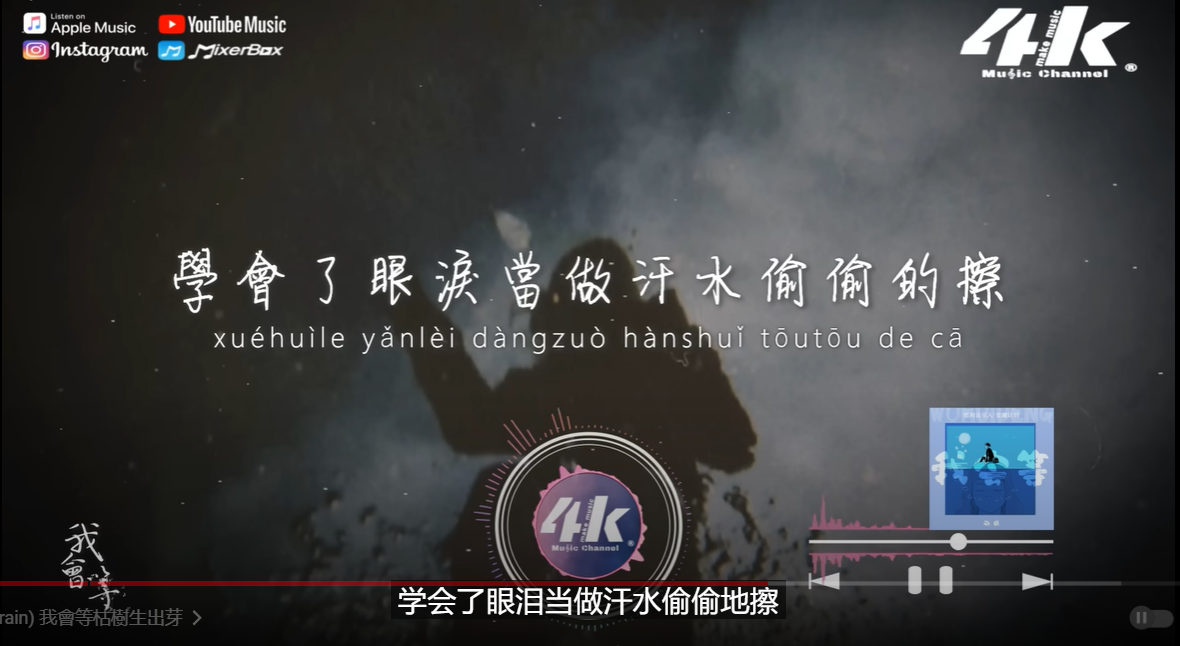 Listen on
Apple Music
YouTube Music
Instagram
MixerBox
4k
make music
Music Channel ®
學會了眼淚當做汗水偷偷的擦
xuéhuìle yǎnlèi dàngzuò hànshuǐ tōutōu de cā
4k
make music
Music Channel ®
我會等
学会了眼泪当做汗水偷偷地擦
rain) 我會等枯樹生出芽